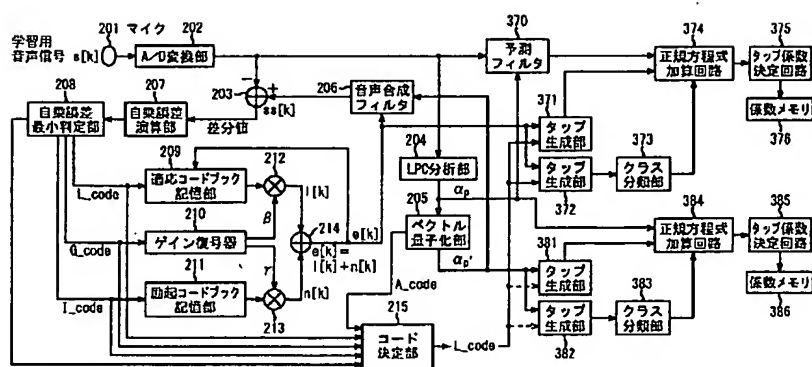 学習用
音声信号 s[k]
201 マイク
202
A/D変換部
203
ss[k]
差分値
206
音声合成
フィルタ
207
自乗誤差
演算部
208
自乗誤差
最小判定部
209
適応コードブック
記憶部
210
ゲイン復号器
211
励起コードブック
記憶部
212
l[k]
β
γ
213
n[k]
214
e[k]
e[k]=
l[k]+n[k]
L_code
G_code
I_code
204
LPC分析部
αp
205
ベクトル
量子化部
αp'
A_code
215
コード
決定部
L_code
370
予測
フィルタ
371
タップ
生成部
372
タップ
生成部
373
クラス
分類部
374
正規方程式
加算回路
375
タップ係数
決定回路
係数メモリ
376
381
タップ
生成部
382
タップ
生成部
383
クラス
分類部
384
正規方程式
加算回路
385
タップ係数
決定回路
係数メモリ
386